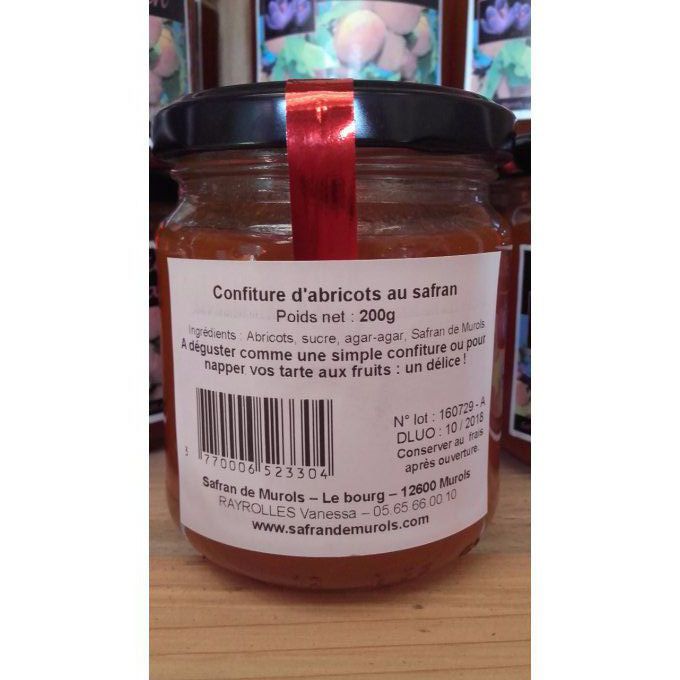 Confiture d'abricots au safran
Poids net : 200g
Ingrédients : Abricots, sucre, agar-agar, Safran de Murols
A déguster comme une simple confiture ou pour
napper vos tarte aux fruits : un délice !
N° lot : 160729 - A
DLUO : 10 / 2018
Conserver au frais
après ouverture.
3 770006 523304
Safran de Murols – Le bourg – 12600 Murols
RAYROLLES Vanessa – 05.65.66.00.10
www.safrandemurols.com